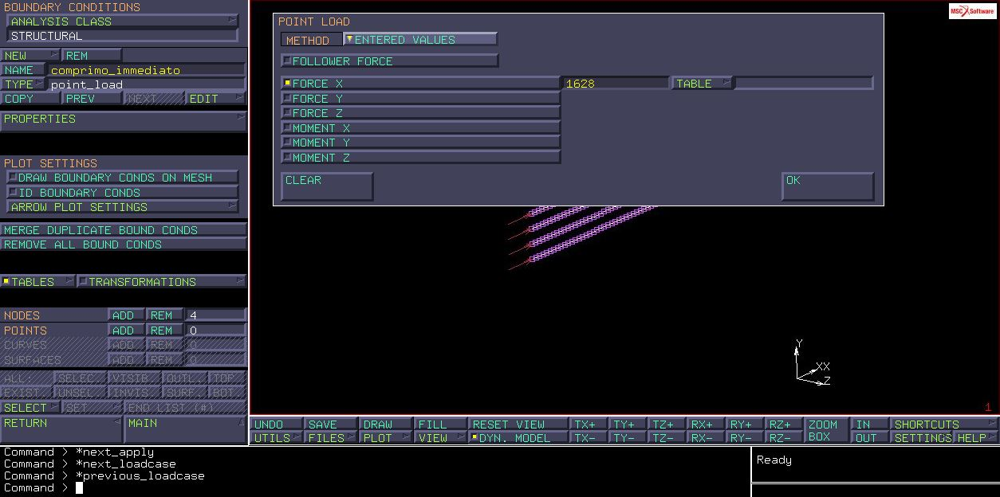 BOUNDARY CONDITIONS
ANALYSIS CLASS
STRUCTURAL
NEW REM
NAME comprimo_immediato
TYPE point_load
COPY PREV NEXT EDIT
PROPERTIES
PLOT SETTINGS
DRAW BOUNDARY CONDS ON MESH
ID BOUNDARY CONDS
ARROW PLOT SETTINGS
MERGE DUPLICATE BOUND CONDS
REMOVE ALL BOUND CONDS
TABLES TRANSFORMATIONS
NODES ADD REM 4
POINTS ADD REM 0
CURVES ADD REM 0
SURFACES ADD REM 0
ALL: SELEC. VISIB. OUTL. TOP
EXIST. UNSEL. INVIS. SURF. BOT
SELECT SET END LIST (#)
RETURN MAIN
POINT LOAD
METHOD ENTERED VALUES
FOLLOWER FORCE
FORCE X 1628 TABLE
FORCE Y
FORCE Z
MOMENT X
MOMENT Y
MOMENT Z
CLEAR OK
MSC Software
Y
XX
Z
1
UNDO SAVE DRAW FILL RESET VIEW TX+ TY+ TZ+ RX+ RY+ RZ+ ZOOM IN SHORTCUTS
UTILS FILES PLOT VIEW DYN. MODEL TX- TY- TZ- RX- RY- RZ- BOX OUT SETTINGS HELP
Command > *next_apply
Command > *next_loadcase
Command > *previous_loadcase
Command >
Ready